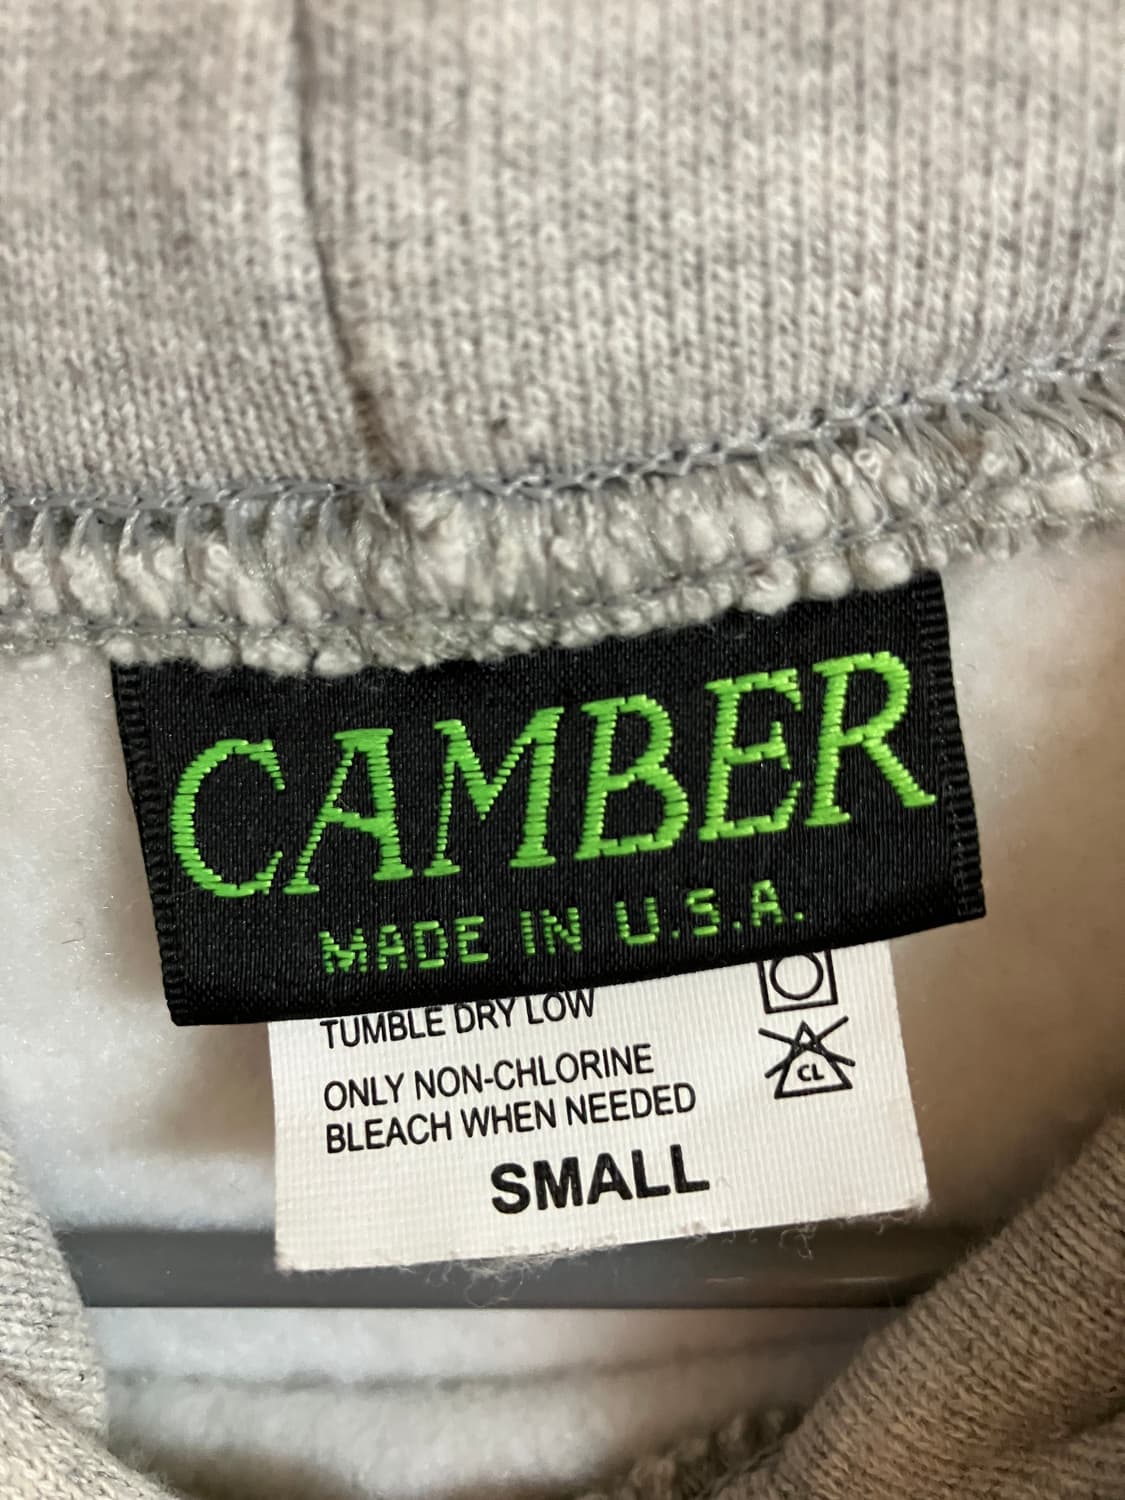 CAMBER
MADE IN U.S.A.
TUMBLE DRY LOW
ONLY NON-CHLORINE
BLEACH WHEN NEEDED
CL
SMALL